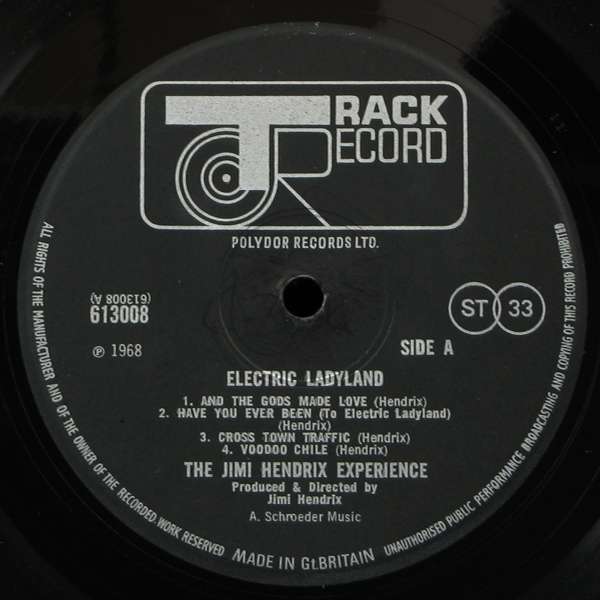 TRACK
RECORD
POLYDOR RECORDS LTD.
(613008 A)
613008
ST 33
℗ 1968
SIDE A
ELECTRIC LADYLAND
1. AND THE GODS MADE LOVE (Hendrix)
2. HAVE YOU EVER BEEN (To Electric Ladyland)
(Hendrix)
3. CROSS TOWN TRAFFIC (Hendrix)
4. VOODOO CHILE (Hendrix)
THE JIMI HENDRIX EXPERIENCE
Produced & Directed by
Jimi Hendrix
A. Schroeder Music
ALL RIGHTS OF THE MANUFACTURER AND OF THE OWNER OF THE RECORDED WORK RESERVED
MADE IN Gt.BRITAIN
UNAUTHORISED PUBLIC PERFORMANCE BROADCASTING AND COPYING OF THIS RECORD PROHIBITED